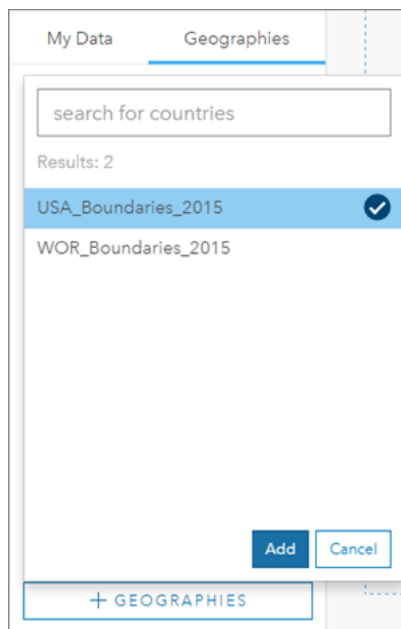 My Data Geographies
search for countries
Results: 2
USA_Boundaries_2015
WOR_Boundaries_2015
Add Cancel
+ GEOGRAPHIES